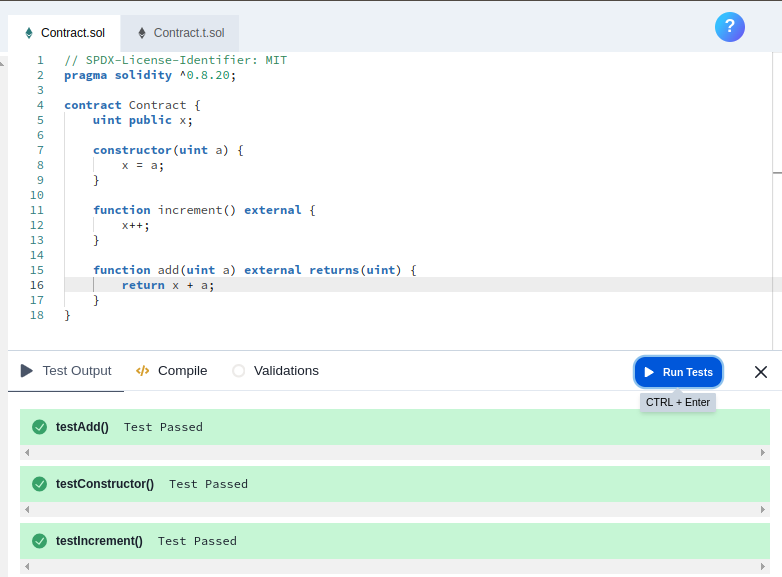 Contract.sol
Contract.t.sol
?
1 // SPDX-License-Identifier: MIT
2 pragma solidity ^0.8.20;
3
4 contract Contract {
5     uint public x;
6
7     constructor(uint a) {
8         x = a;
9     }
10
11     function increment() external {
12         x++;
13     }
14
15     function add(uint a) external returns(uint) {
16         return x + a;
17     }
18 }
Test Output
</> Compile
Validations
Run Tests
CTRL + Enter
testAdd() Test Passed
testConstructor() Test Passed
testIncrement() Test Passed